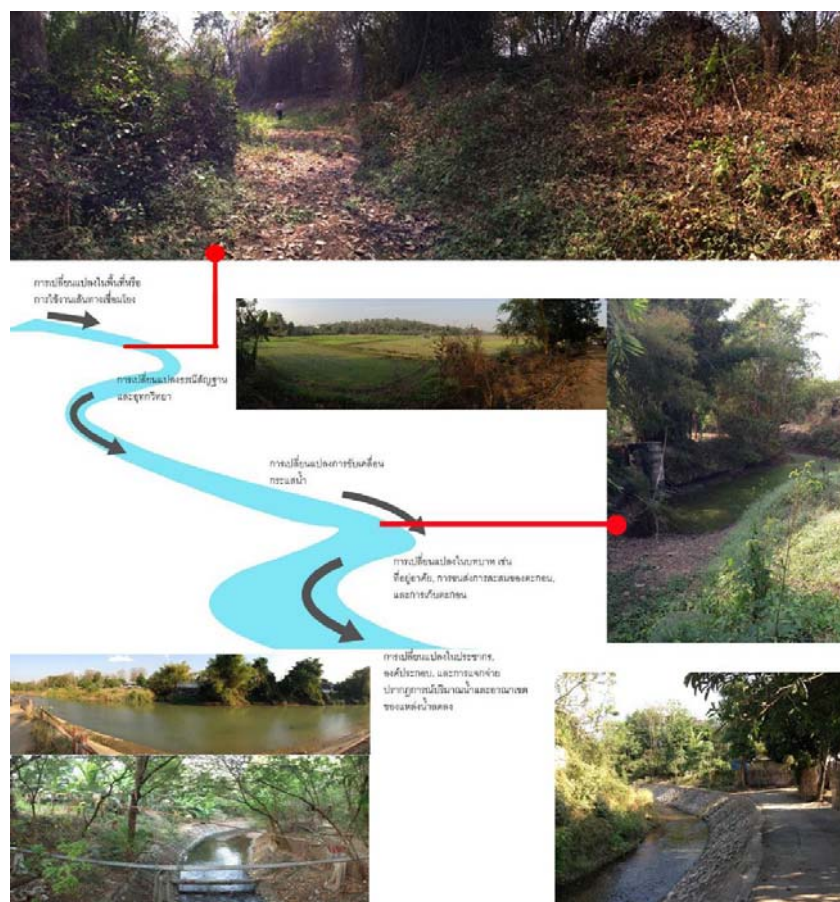 การเปลี่ยนแปลงในพื้นที่หรือ
การใช้งานเส้นทางเชื่อมโยง
การเปลี่ยนแปลงธรณีสัญฐาน
และอุทกวิทยา
การเปลี่ยนแปลงการขับเคลื่อน
กระแสน้ำ
การเปลี่ยนแปลงในบทบาท เช่น
ที่อยู่อาศัย, การขนส่งการสะสมของตะกอน,
และการเก็บตะกอน
การเปลี่ยนแปลงในประชากร,
องค์ประกอบ, และการแจกจ่าย
ปรากฏการณ์ปริมาณน้ำและอาณาเขต
ของแหล่งน้ำลดลง